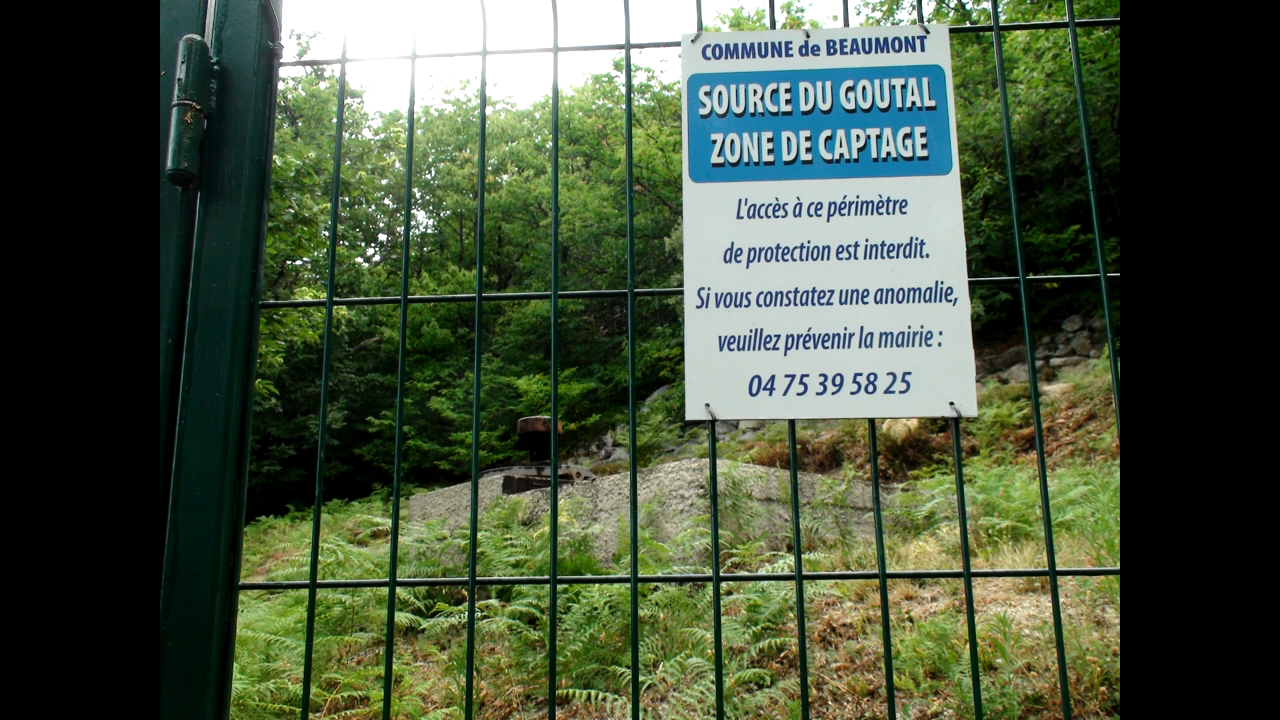 COMMUNE de BEAUMONT
SOURCE DU GOUTAL
ZONE DE CAPTAGE
L'accès à ce périmètre
de protection est interdit.
Si vous constatez une anomalie,
veuillez prévenir la mairie :
04 75 39 58 25